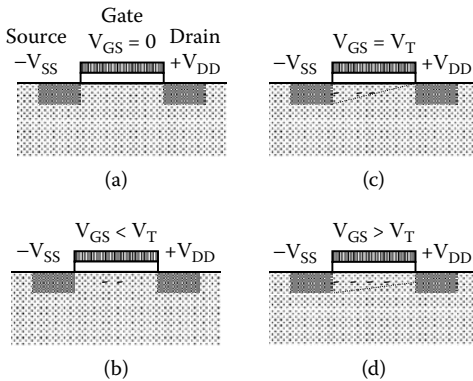 Gate
Source V_GS = 0 Drain
−V_SS +V_DD
(a)
V_GS = V_T
−V_SS +V_DD
(c)
V_GS < V_T
−V_SS +V_DD
(b)
V_GS > V_T
−V_SS +V_DD
(d)